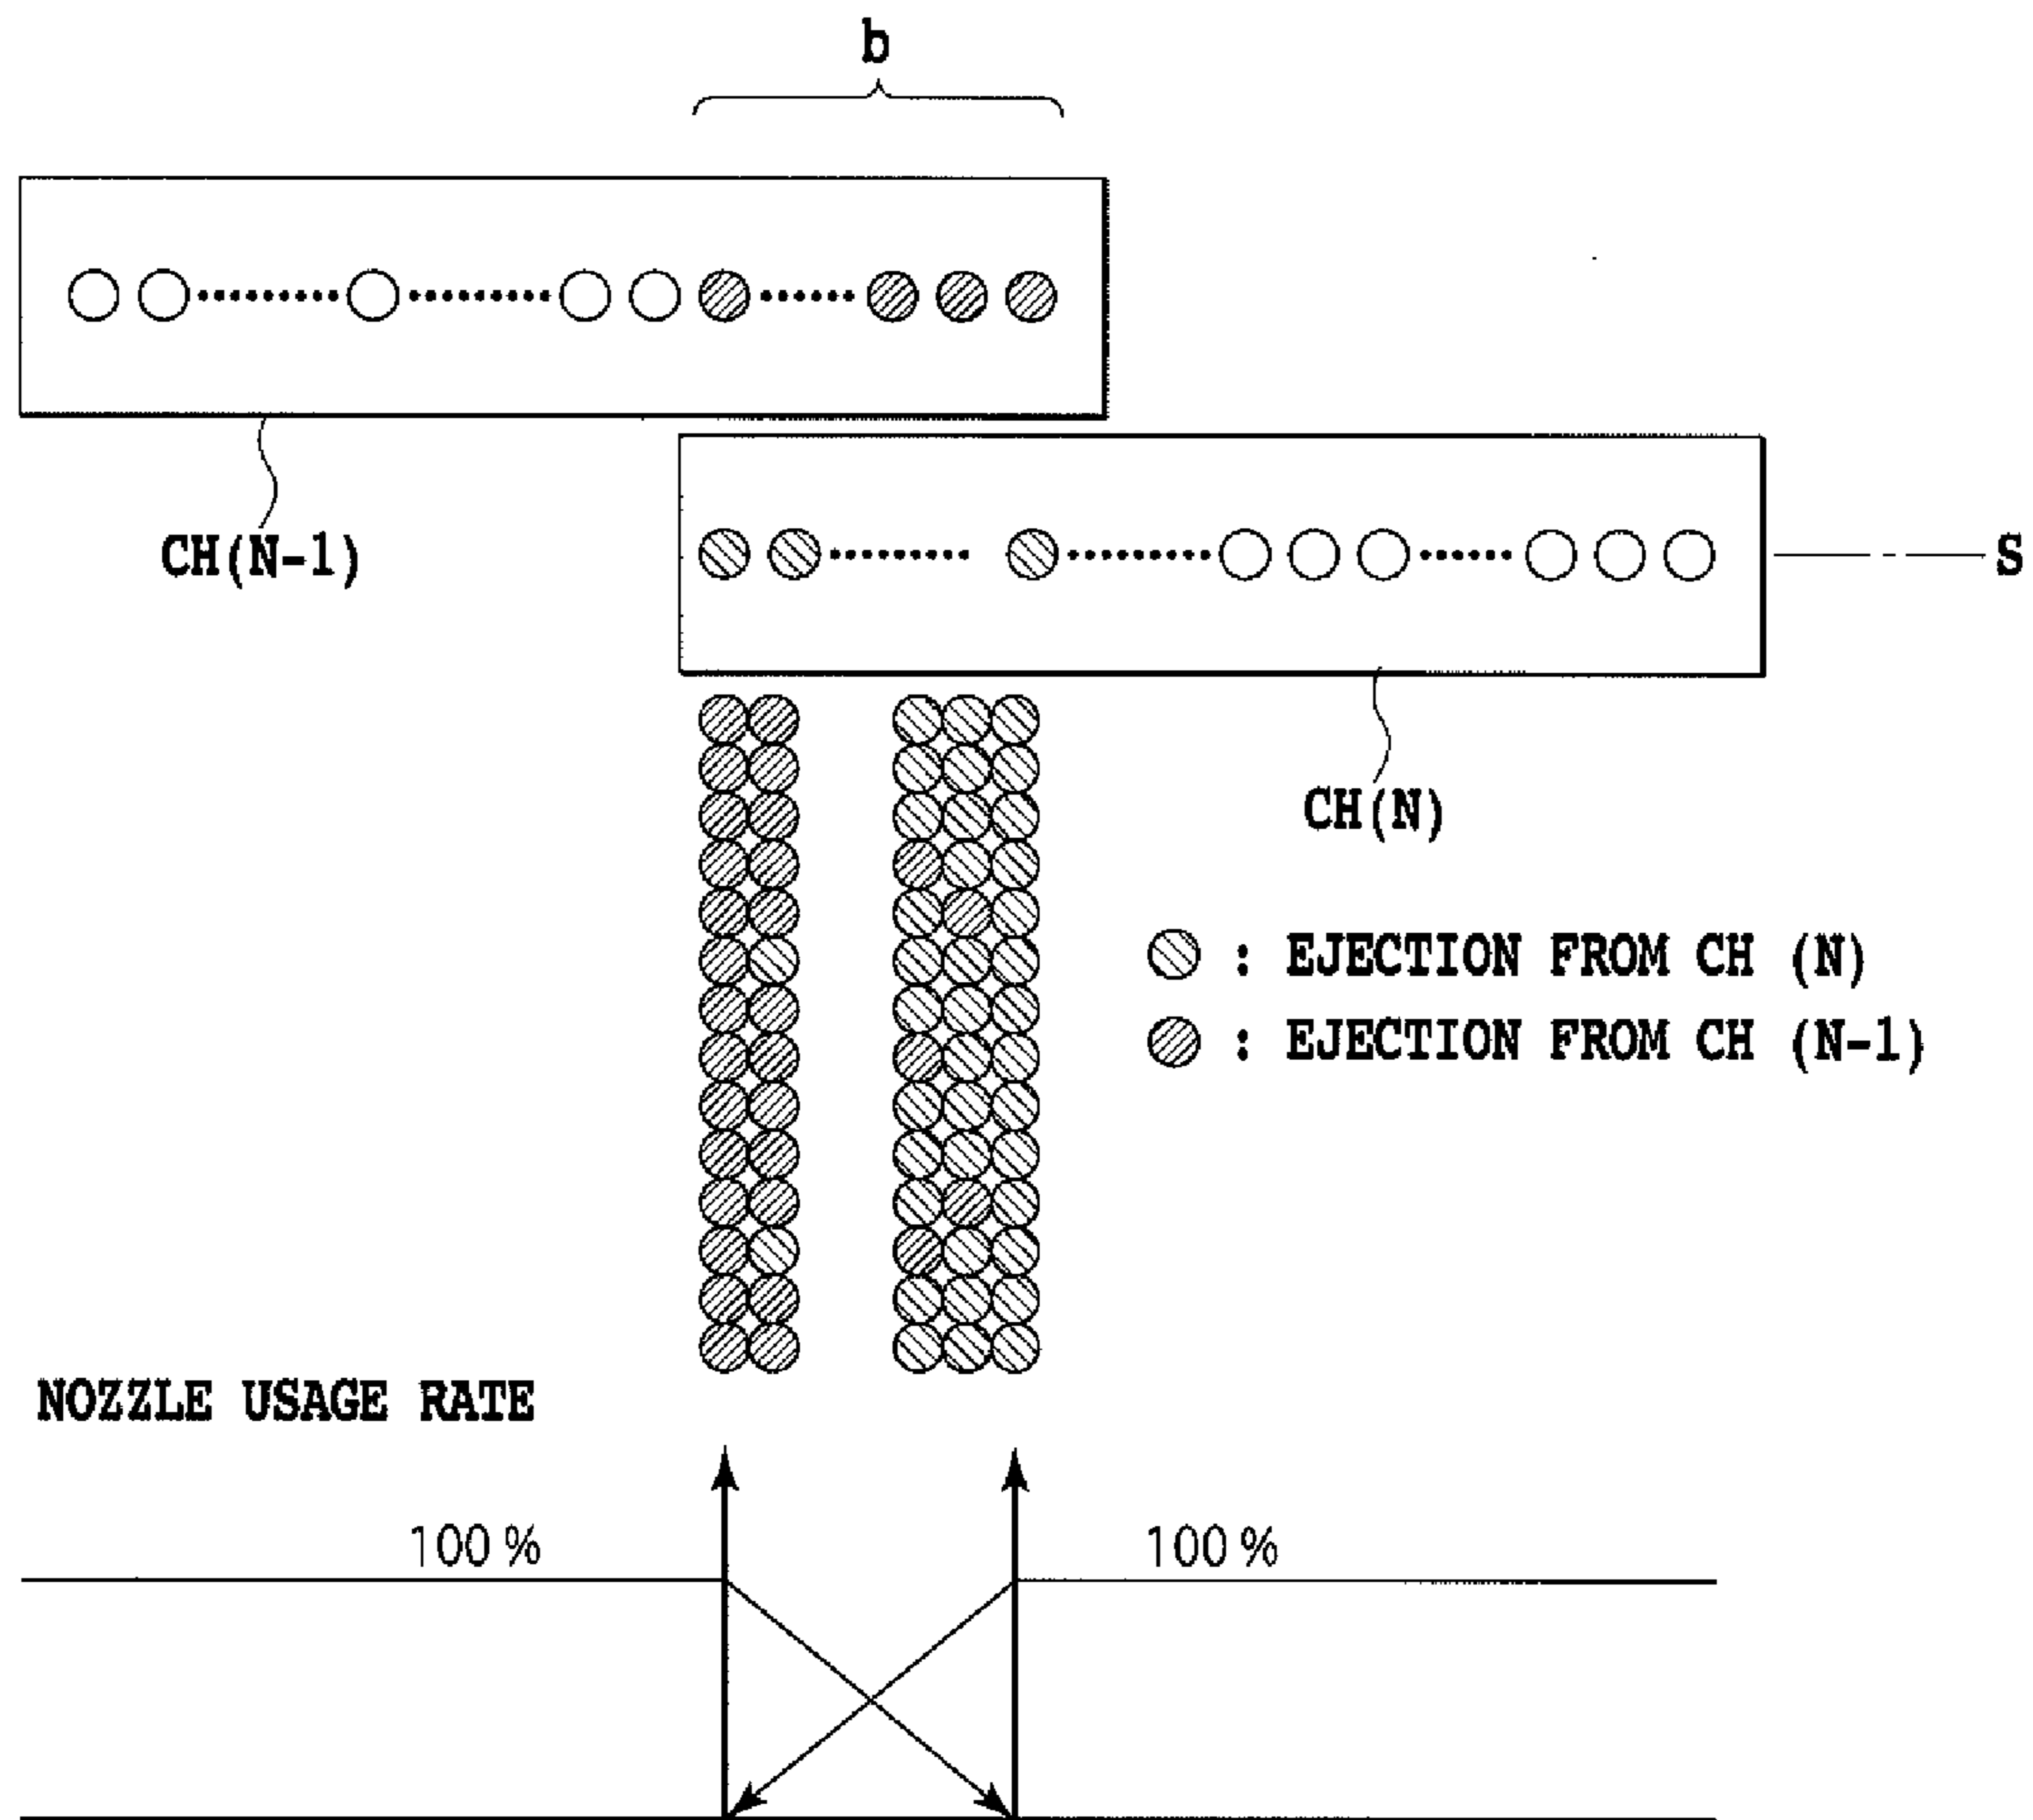 b
CH(N-1)
S
CH(N)
: EJECTION FROM CH (N)
: EJECTION FROM CH (N-1)
NOZZLE USAGE RATE
100 %
100 %